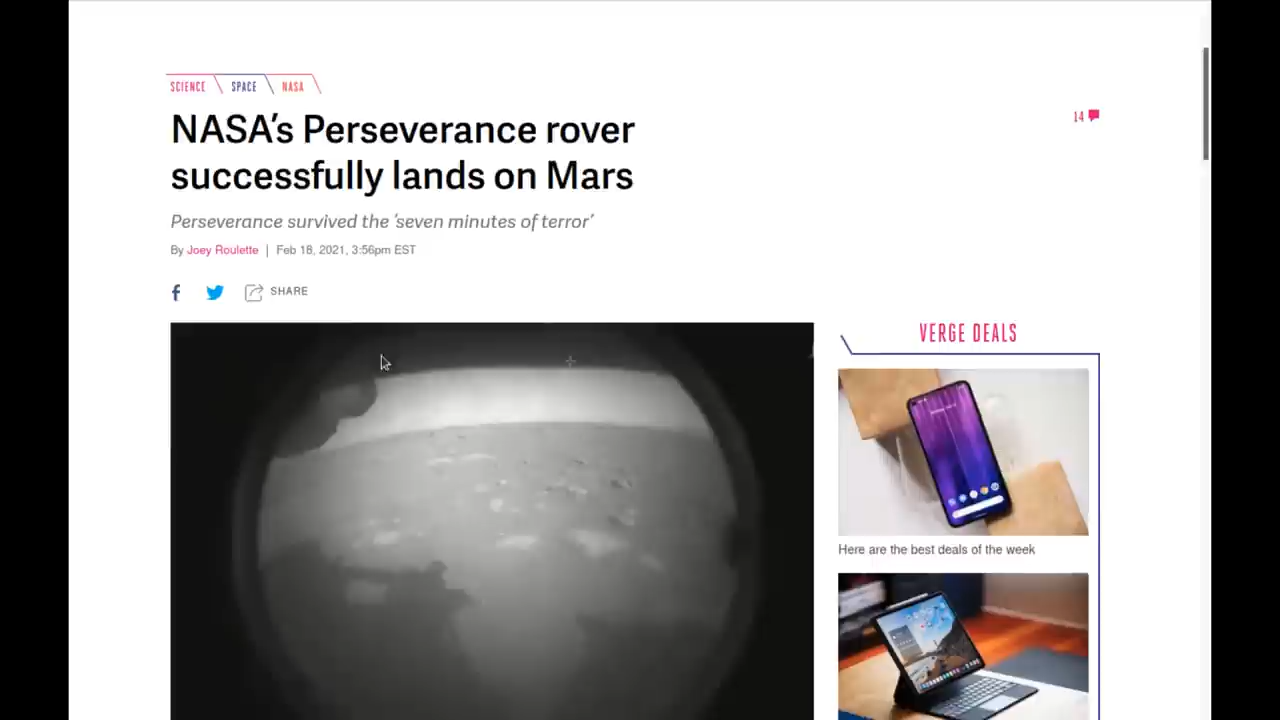 SCIENCE SPACE NASA
NASA’s Perseverance rover
successfully lands on Mars
14
Perseverance survived the ‘seven minutes of terror’
By Joey Roulette | Feb 18, 2021, 3:56pm EST
SHARE
VERGE DEALS
Here are the best deals of the week